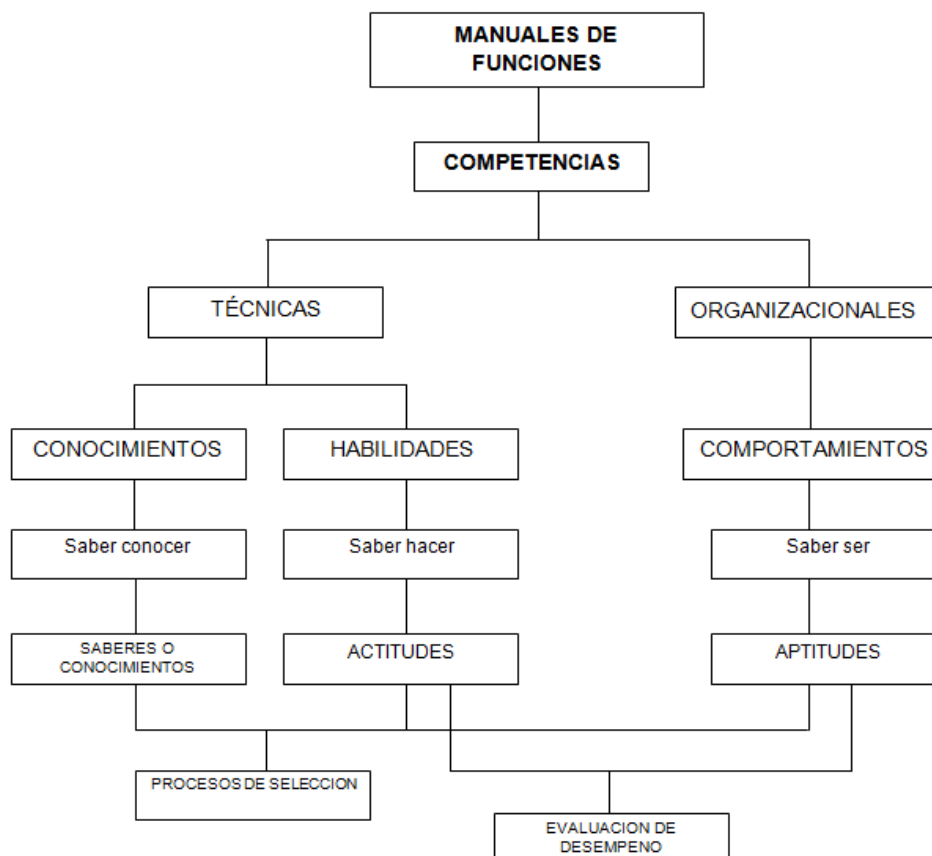 MANUALES DE
FUNCIONES
COMPETENCIAS
TÉCNICAS
ORGANIZACIONALES
CONOCIMIENTOS
HABILIDADES
COMPORTAMIENTOS
Saber conocer
Saber hacer
Saber ser
SABERES O
CONOCIMIENTOS
ACTITUDES
APTITUDES
PROCESOS DE SELECCION
EVALUACION DE
DESEMPENO